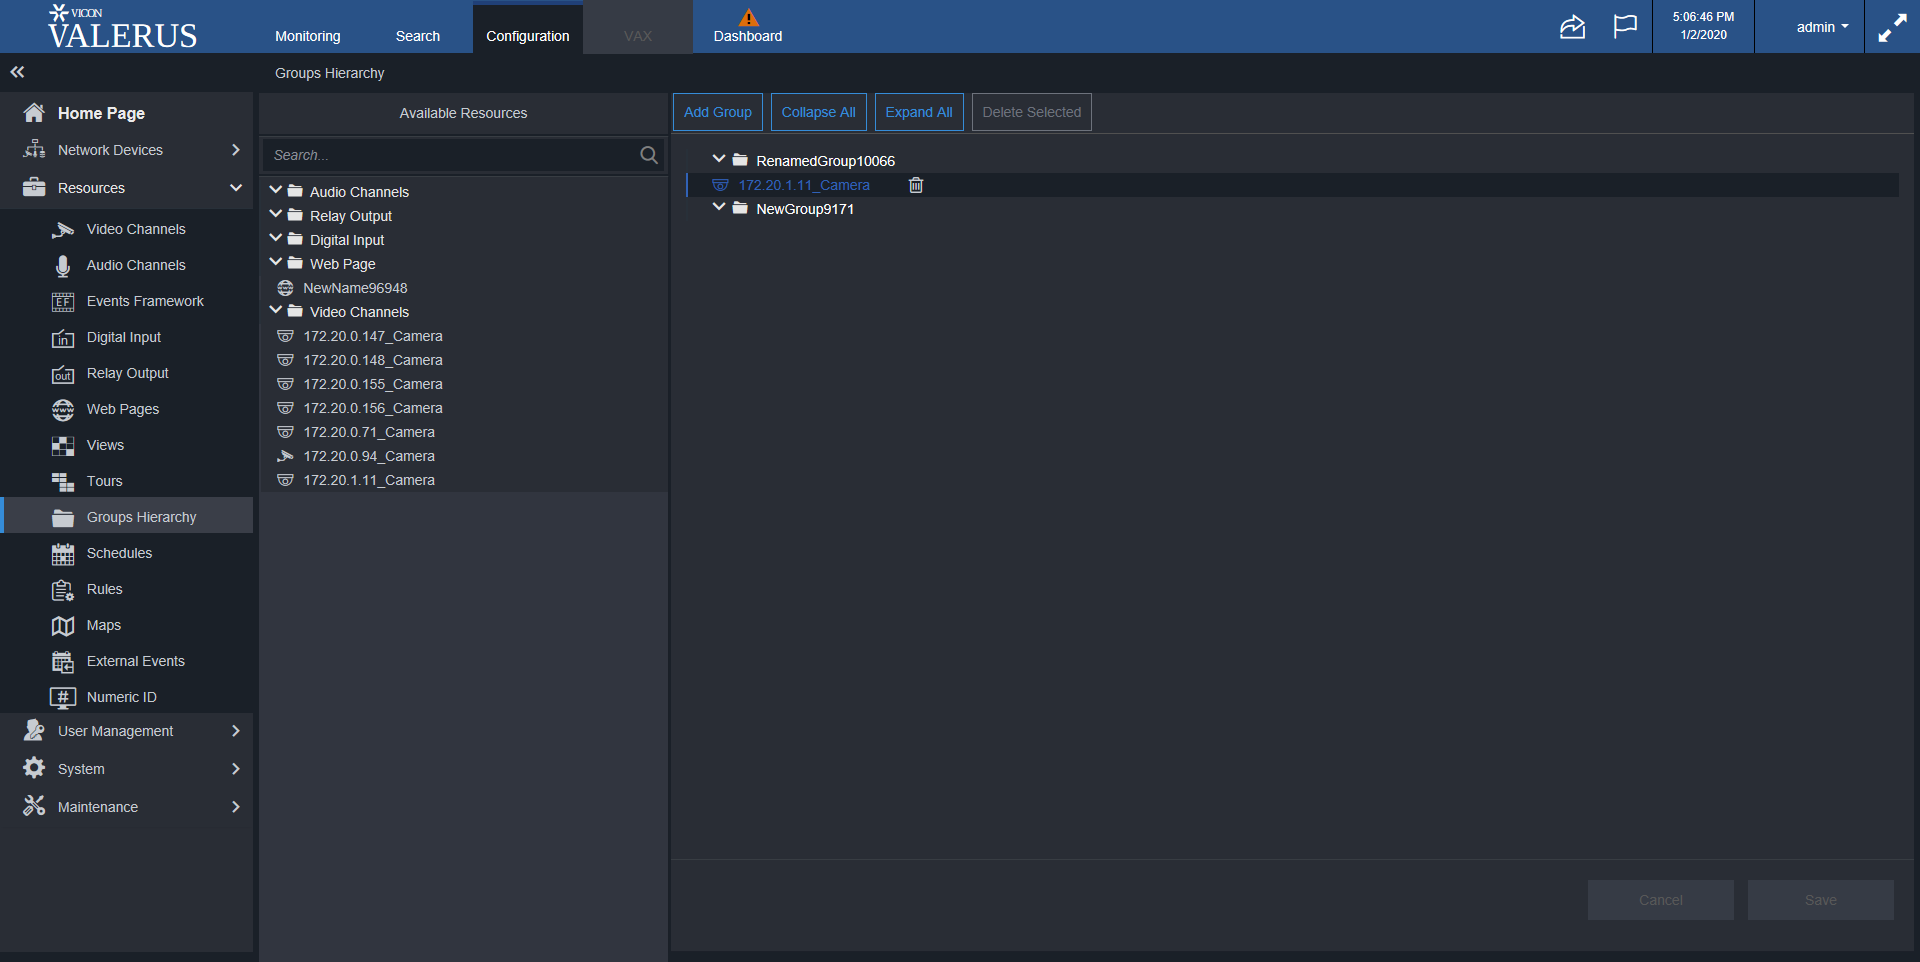 VICON
VALERUS
Monitoring
Search
Configuration
VAX
Dashboard
5:06:46 PM
1/2/2020
admin
Groups Hierarchy
Home Page
Network Devices
Resources
Video Channels
Audio Channels
EF
Events Framework
in
Digital Input
out
Relay Output
www
Web Pages
Views
Tours
Groups Hierarchy
Schedules
Rules
Maps
External Events
#
Numeric ID
User Management
System
Maintenance
Available Resources
Search...
Audio Channels
Relay Output
Digital Input
Web Page
NewName96948
Video Channels
172.20.0.147_Camera
172.20.0.148_Camera
172.20.0.155_Camera
172.20.0.156_Camera
172.20.0.71_Camera
172.20.0.94_Camera
172.20.1.11_Camera
Add Group
Collapse All
Expand All
Delete Selected
RenamedGroup10066
172.20.1.11_Camera
NewGroup9171
Cancel
Save